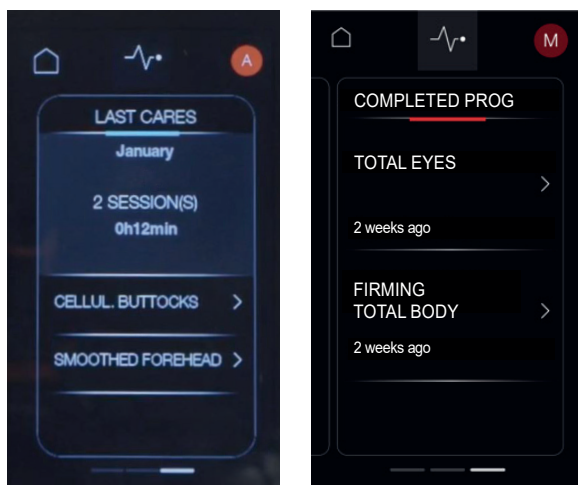 A
LAST CARES
January
2 SESSION(S)
0h12min
CELLUL. BUTTOCKS
SMOOTHED FOREHEAD
M
COMPLETED PROG
TOTAL EYES
2 weeks ago
FIRMING
TOTAL BODY
2 weeks ago